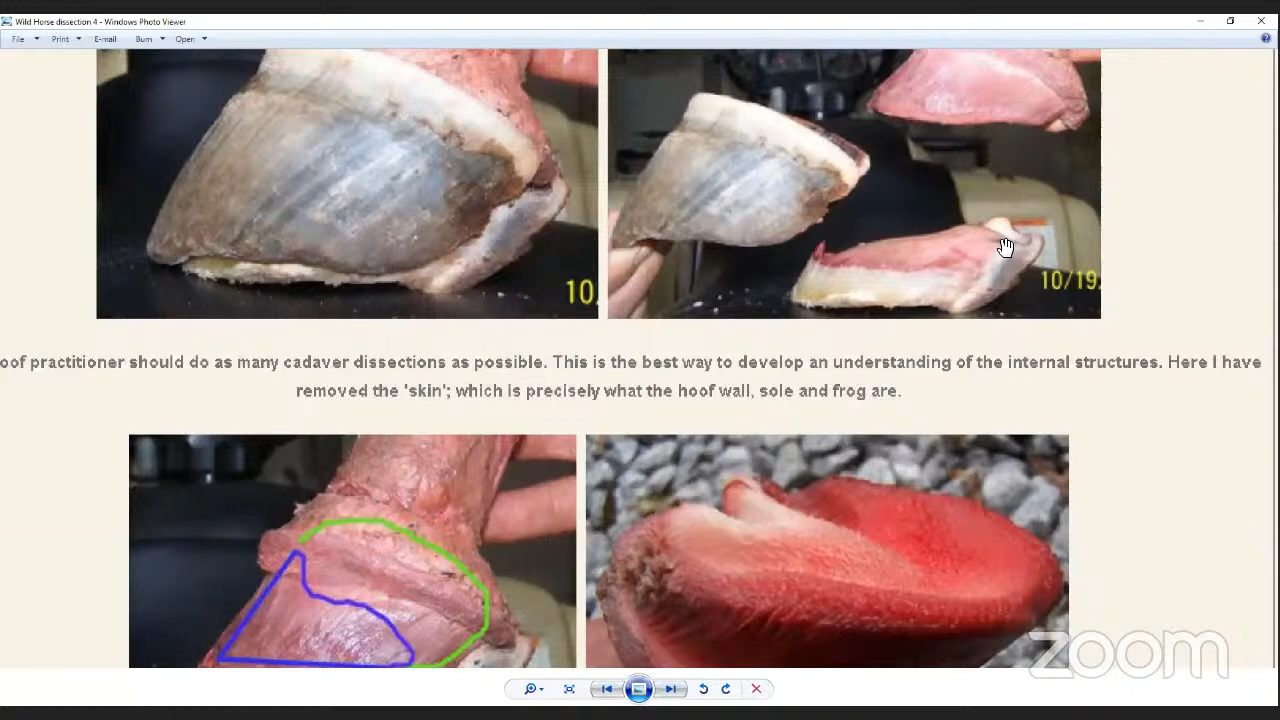 Wild Horse dissection 4 - Windows Photo Viewer
File Print E-mail Burn Open
10
10/19
oof practitioner should do as many cadaver dissections as possible. This is the best way to develop an understanding of the internal structures. Here I have
removed the 'skin'; which is precisely what the hoof wall, sole and frog are.
zoom